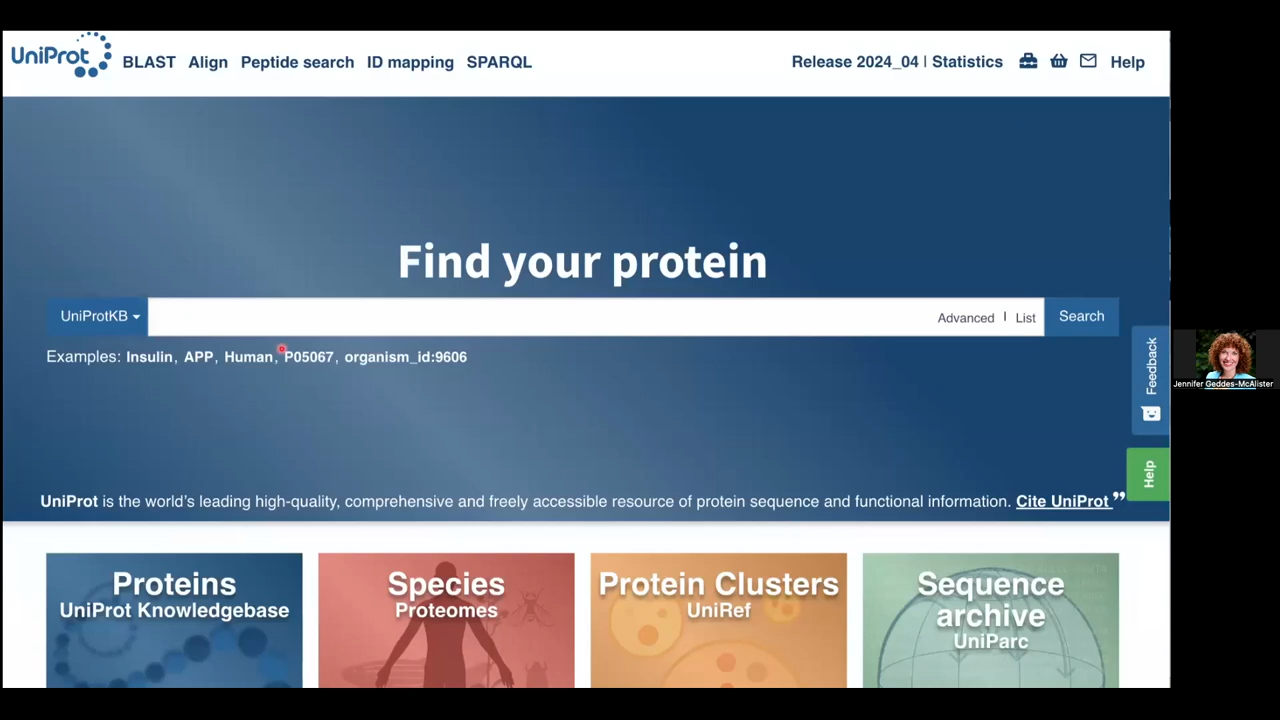 UniProt BLAST Align Peptide search ID mapping SPARQL Release 2024_04 | Statistics Help
Find your protein
UniProtKB Advanced | List Search
Examples: Insulin, APP, Human, P05067, organism_id:9606
Feedback
Jennifer Geddes-McAlister
Help
UniProt is the world's leading high-quality, comprehensive and freely accessible resource of protein sequence and functional information. Cite UniProt ”
Proteins
UniProt Knowledgebase
Species
Proteomes
Protein Clusters
UniRef
Sequence
archive
UniParc